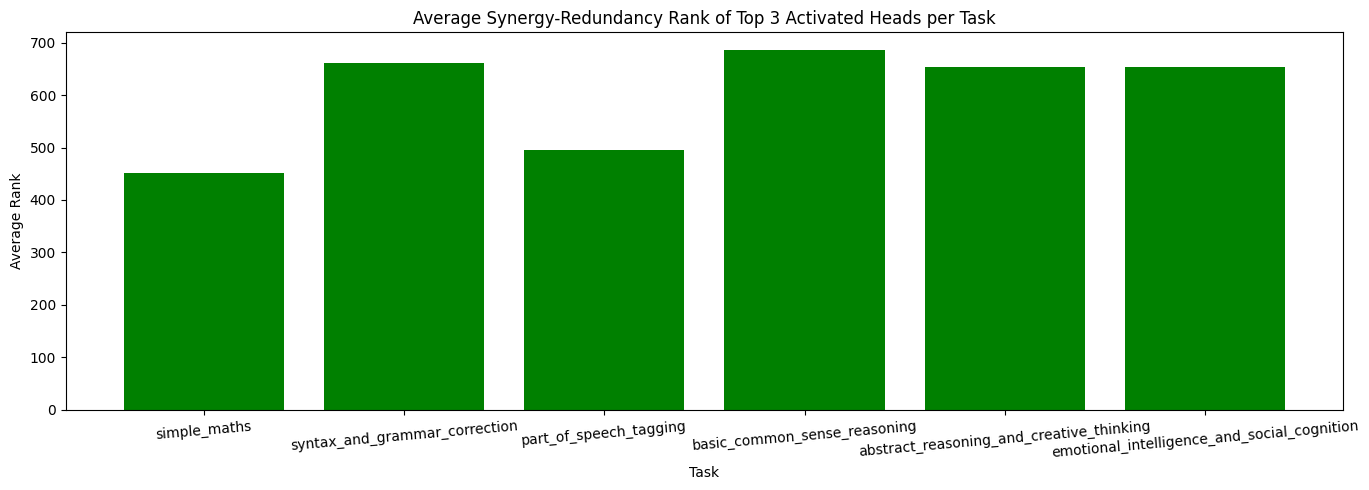 Average Synergy-Redundancy Rank of Top 3 Activated Heads per Task
Average Rank
700
600
500
400
300
200
100
0
simple_maths
syntax_and_grammar_correction
part_of_speech_tagging
basic_common_sense_reasoning
abstract_reasoning_and_creative_thinking
emotional_intelligence_and_social_cognition
Task